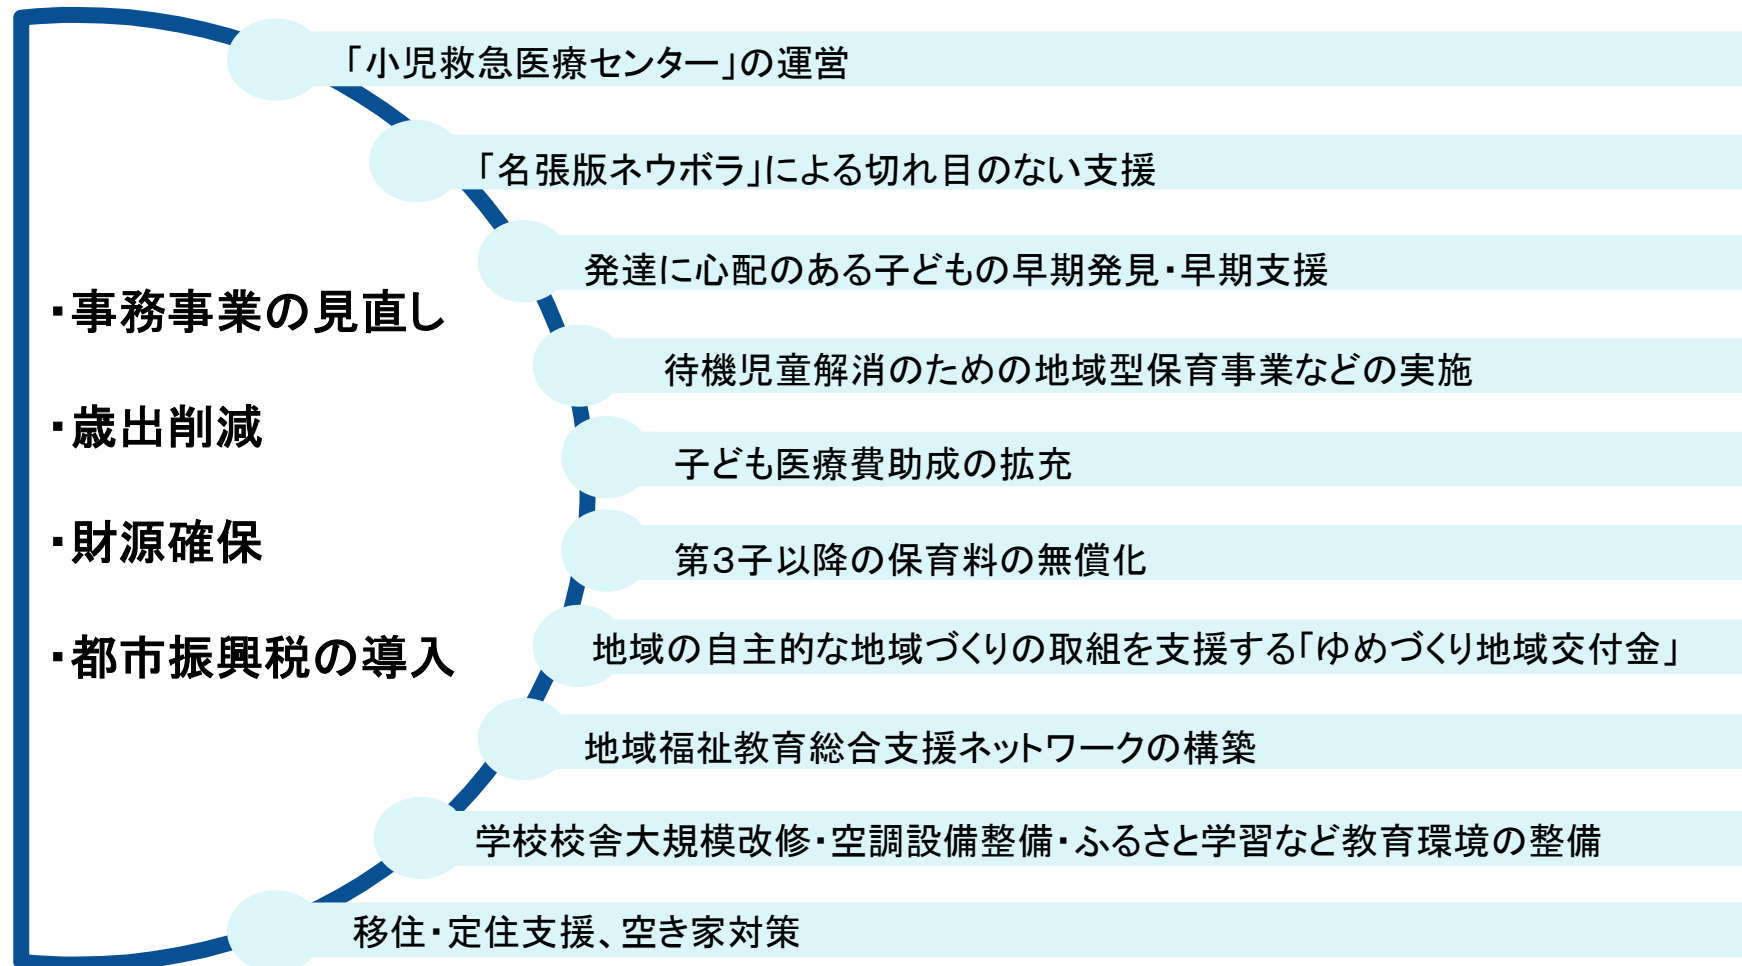 ・事務事業の見直し
・歳出削減
・財源確保
・都市振興税の導入
「小児救急医療センター」の運営
「名張版ネウボラ」による切れ目のない支援
発達に心配のある子どもの早期発見・早期支援
待機児童解消のための地域型保育事業などの実施
子ども医療費助成の拡充
第3子以降の保育料の無償化
地域の自主的な地域づくりの取組を支援する「ゆめづくり地域交付金」
地域福祉教育総合支援ネットワークの構築
学校校舎大規模改修・空調設備整備・ふるさと学習など教育環境の整備
移住・定住支援、空き家対策